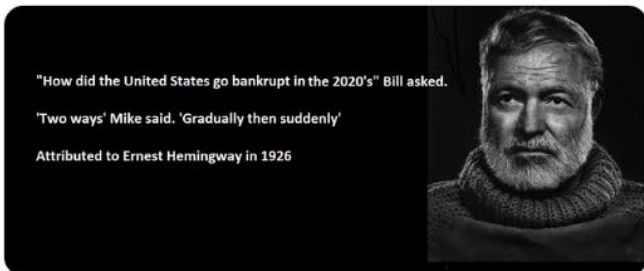 "How did the United States go bankrupt in the 2020's" Bill asked.
'Two ways' Mike said. 'Gradually then suddenly'
Attributed to Ernest Hemingway in 1926